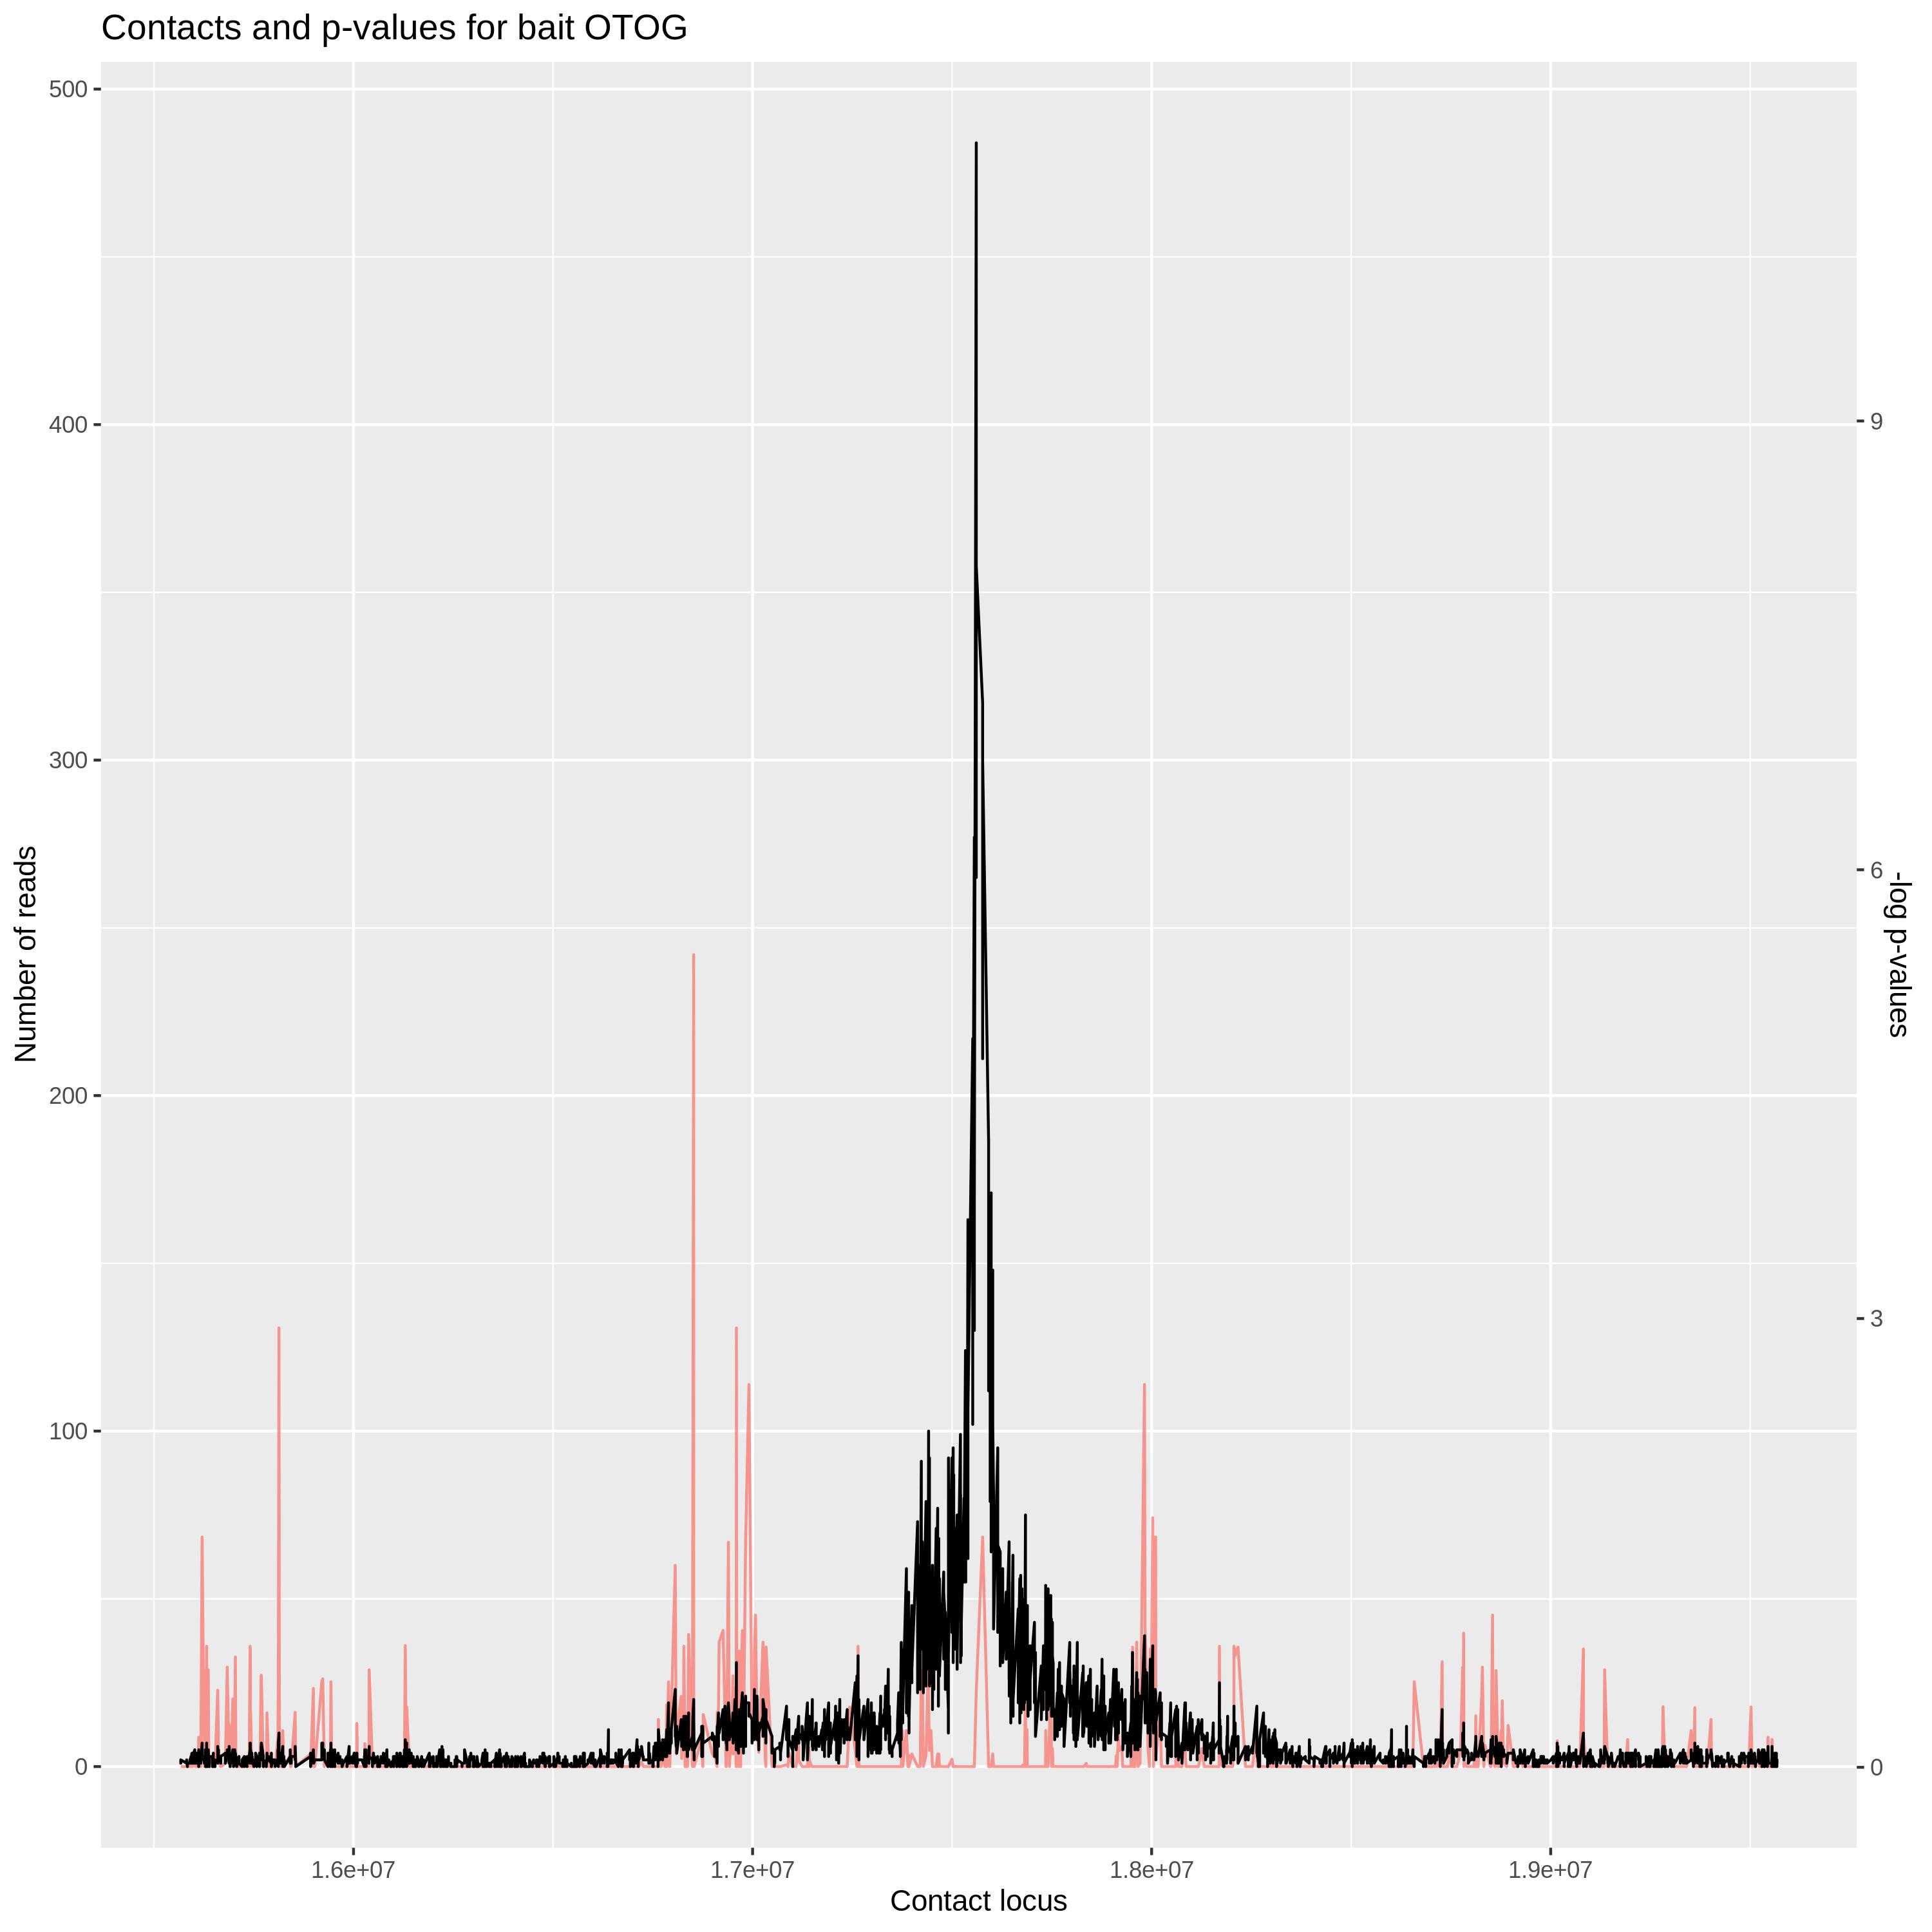 Contacts and p-values for bait OTOG
500
400
300
200
100
0
Number of reads
9
6
3
0
-log p-values
1.6e+07
1.7e+07
1.8e+07
1.9e+07
Contact locus